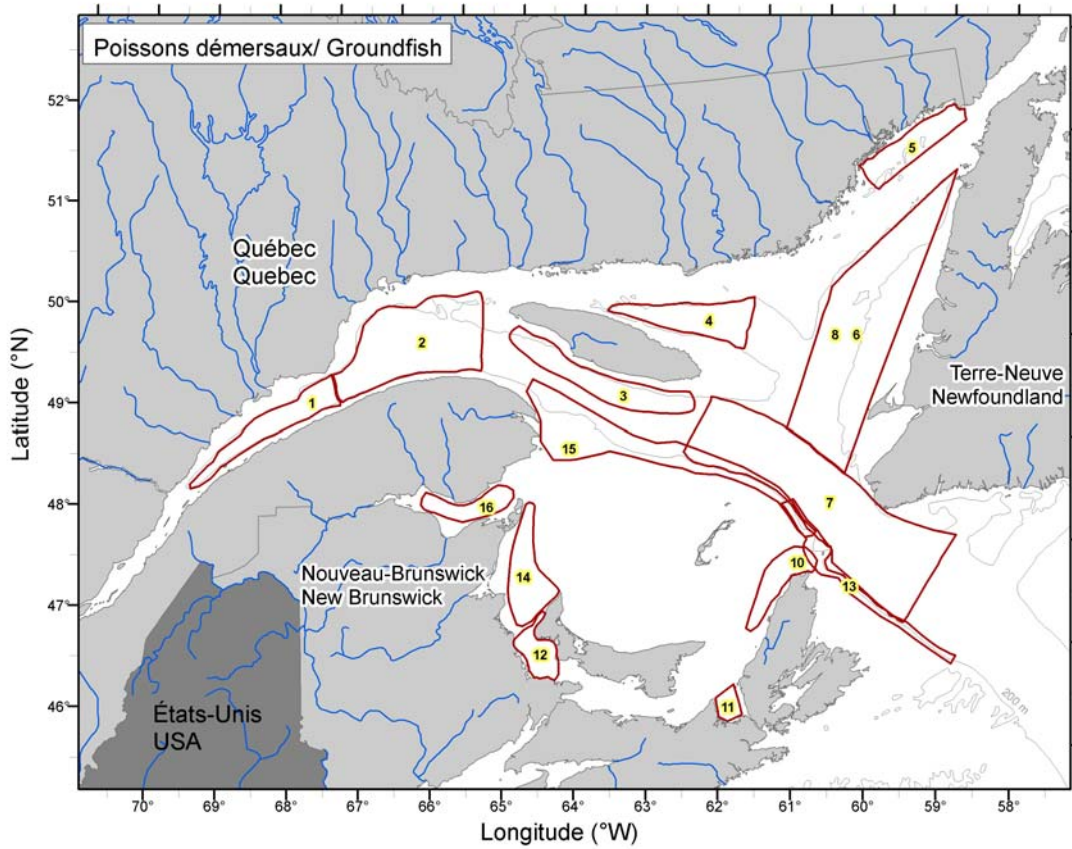 Poissons démersaux/ Groundfish
52°
51°
50°
49°
48°
47°
46°
Latitude (°N)
Québec
Quebec
Terre-Neuve
Newfoundland
Nouveau-Brunswick
New Brunswick
États-Unis
USA
5
8 6
4
2
3
1
15
7
16
14
10
13
12
11
200 m
70°
69°
68°
67°
66°
65°
64°
63°
62°
61°
60°
59°
58°
Longitude (°W)